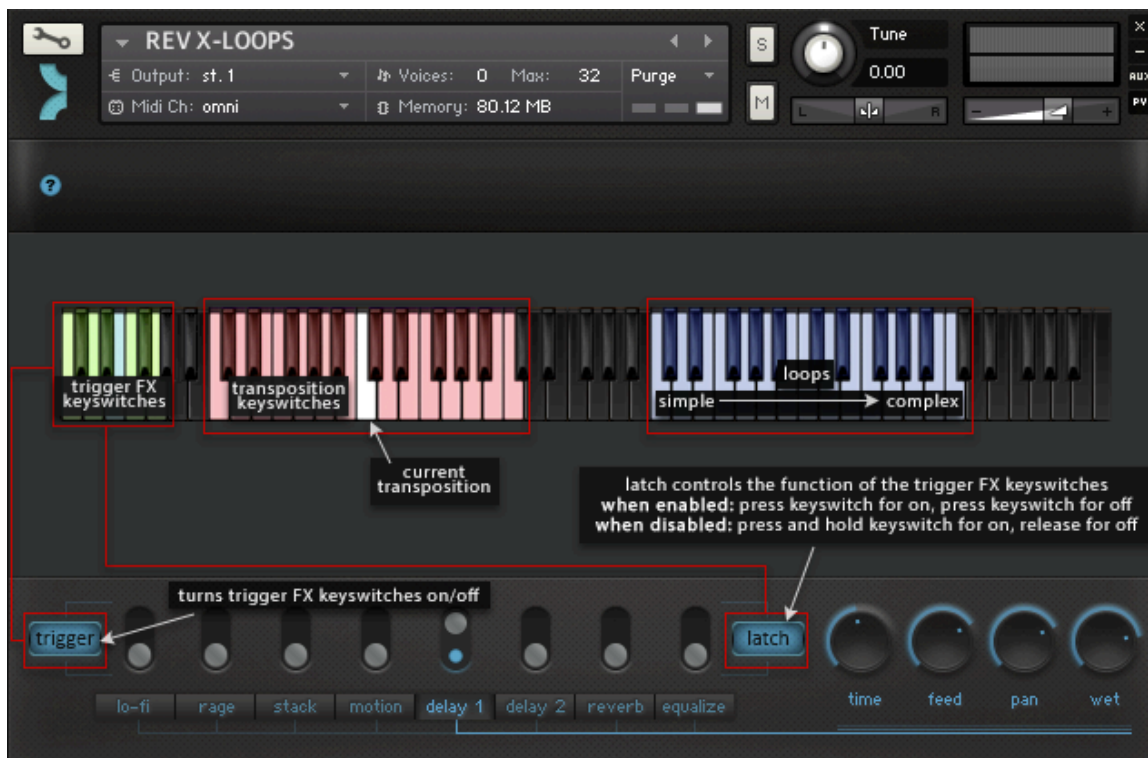 REV X-LOOPS
Output: st. 1
Voices: 0 Max: 32
Purge
Midi Ch: omni
Memory: 80.12 MB
S
M
Tune
0.00
L R
- +
×
-
AUX
PV
?
trigger FX
keyswitches
transposition
keyswitches
loops
simple complex
current
transposition
latch controls the function of the trigger FX keyswitches
when enabled: press keyswitch for on, press keyswitch for off
when disabled: press and hold keyswitch for on, release for off
turns trigger FX keyswitches on/off
trigger
latch
lo-fi rage stack motion delay 1 delay 2 reverb equalize
time feed pan wet